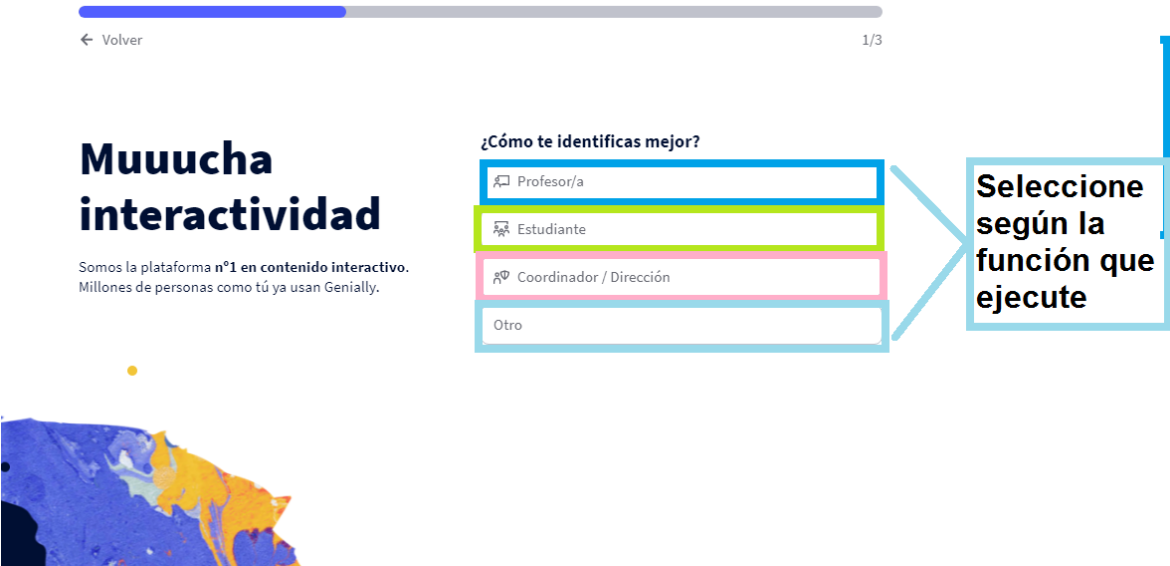 Volver
1/3
Muuucha
interactividad
Somos la plataforma nº1 en contenido interactivo.
Millones de personas como tú ya usan Genially.
¿Cómo te identificas mejor?
Profesor/a
Estudiante
Coordinador / Dirección
Otro
Seleccione
según la
función que
ejecute